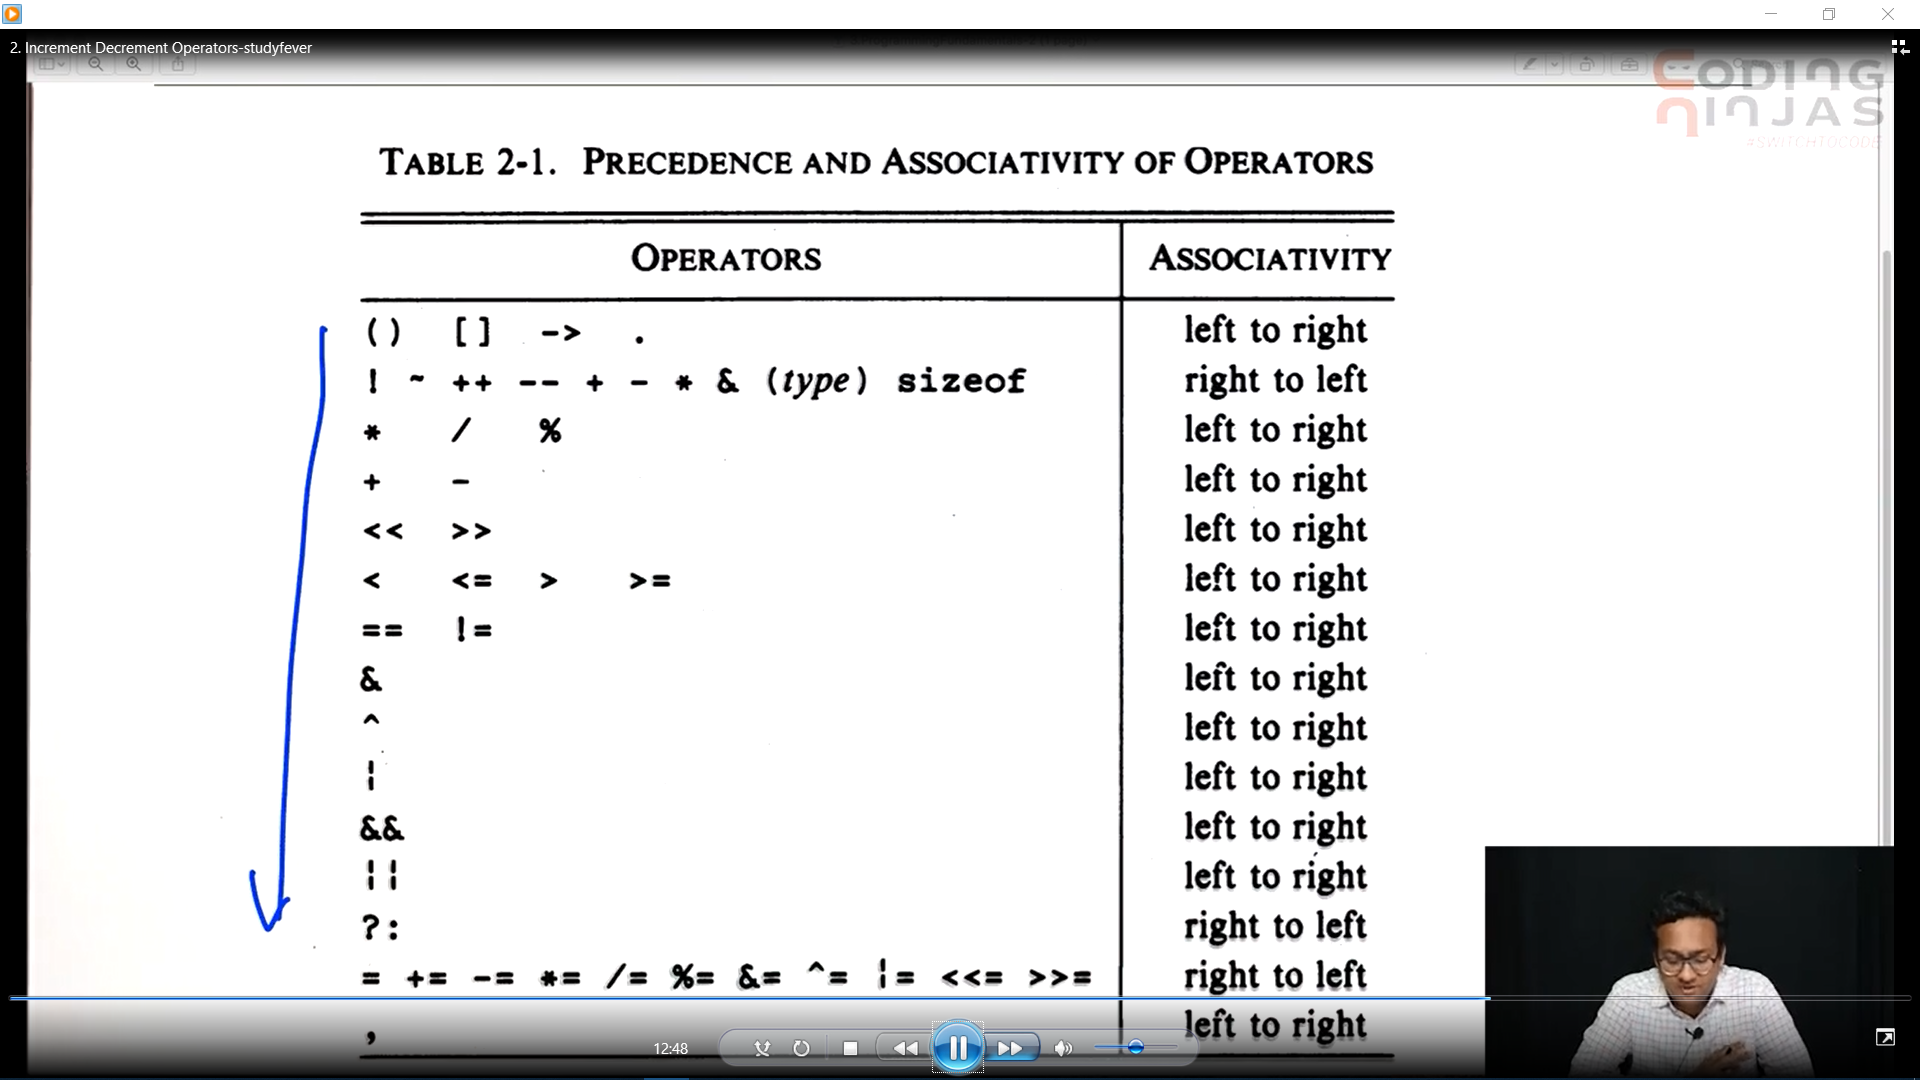 2. Increment Decrement Operators-studyfever
CODING
NINJAS
#SWITCHTOCODE
TABLE 2-1. PRECEDENCE AND ASSOCIATIVITY OF OPERATORS
OPERATORS ASSOCIATIVITY
() [] -> . left to right
! ~ ++ -- + - * & (type) sizeof right to left
* / % left to right
+ - left to right
<< >> left to right
< <= > >= left to right
== != left to right
& left to right
^ left to right
| left to right
&& left to right
|| left to right
?: right to left
= += -= *= /= %= &= ^= |= <<= >>= right to left
, left to right
12:48